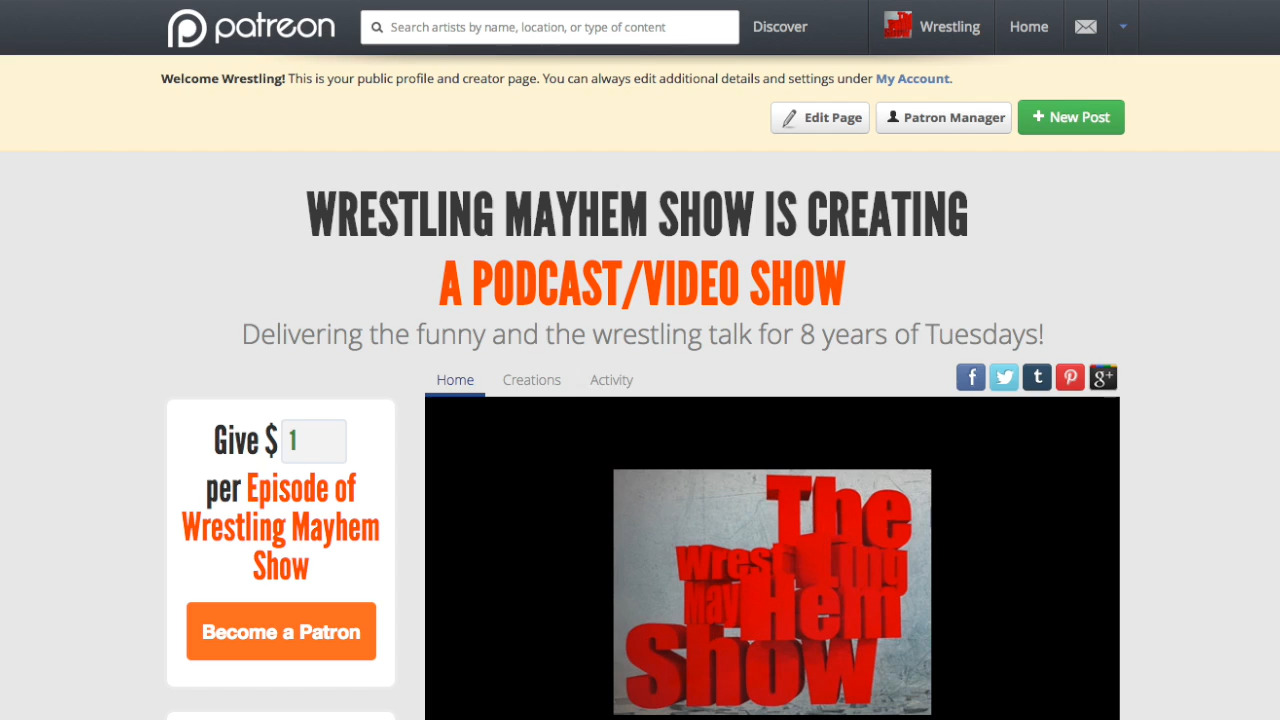 patreon
Search artists by name, location, or type of content
Discover
Wrestling
Home
Welcome Wrestling! This is your public profile and creator page. You can always edit additional details and settings under My Account.
Edit Page
Patron Manager
+ New Post
WRESTLING MAYHEM SHOW IS CREATING
A PODCAST/VIDEO SHOW
Delivering the funny and the wrestling talk for 8 years of Tuesdays!
Home
Creations
Activity
f
t
g+
Give $ 1
per Episode of
Wrestling Mayhem
Show
Become a Patron
The
Wrestling
MayHem
Show